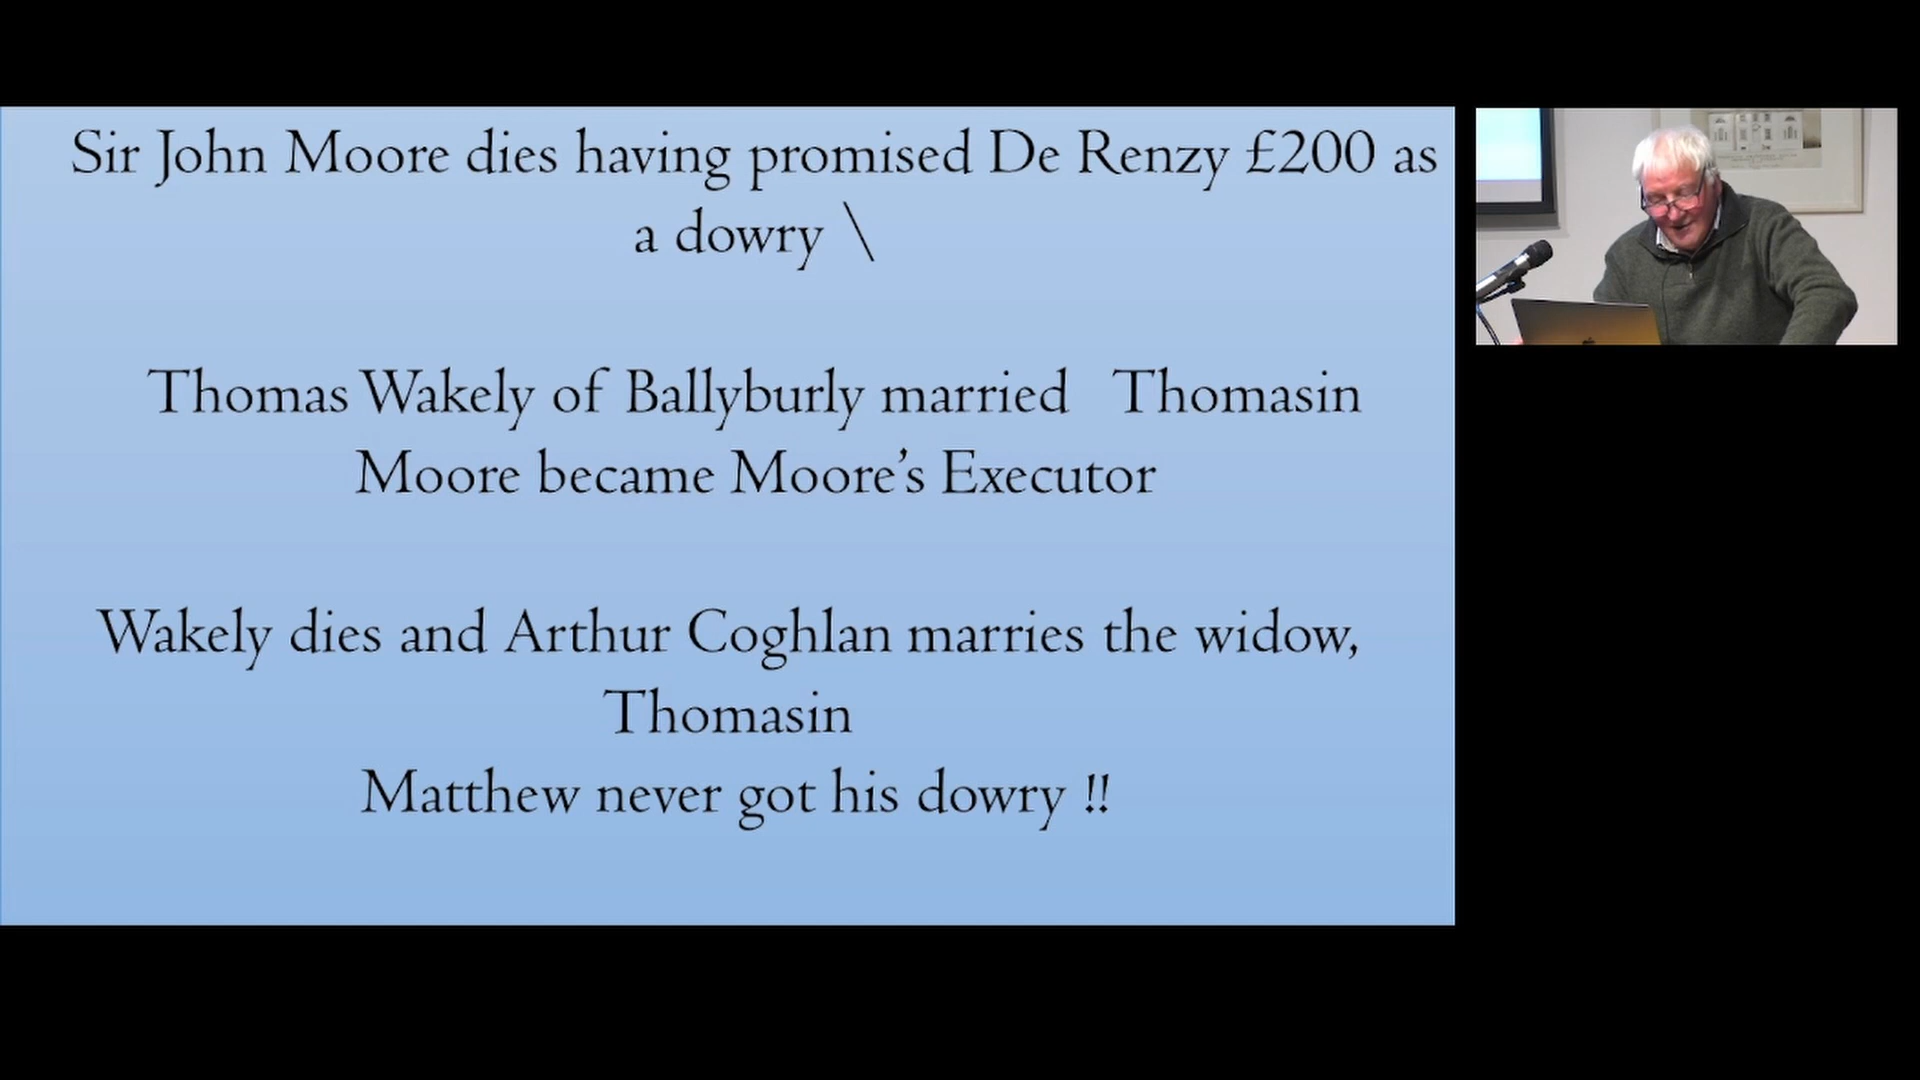 Sir John Moore dies having promised De Renzy £200 as
a dowry \
Thomas Wakely of Ballyburly married Thomasin
Moore became Moore’s Executor
Wakely dies and Arthur Coghlan marries the widow,
Thomasin
Matthew never got his dowry !!